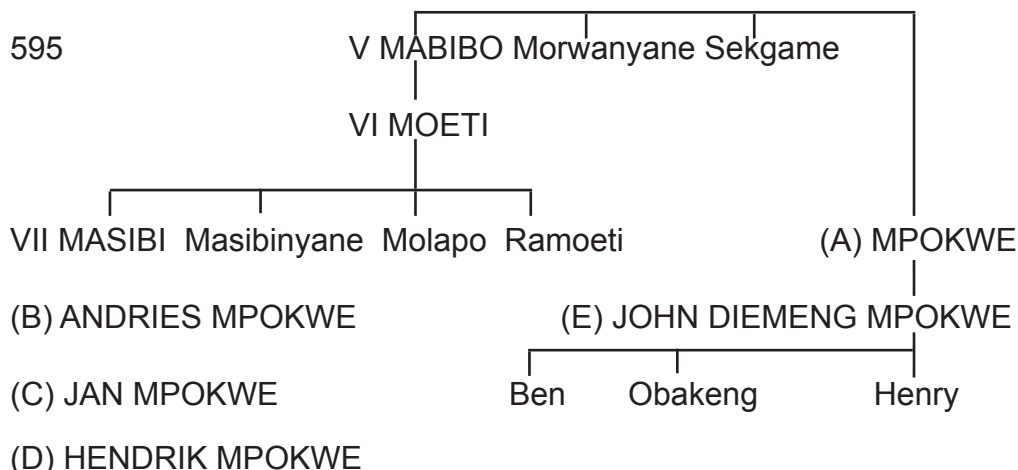 595 V MABIBO Morwanyane Sekgame
VI MOETI
VII MASIBI Masibinyane Molapo Ramoeti (A) MPOKWE
(B) ANDRIES MPOKWE (E) JOHN DIEMENG MPOKWE
(C) JAN MPOKWE Ben Obakeng Henry
(D) HENDRIK MPOKWE